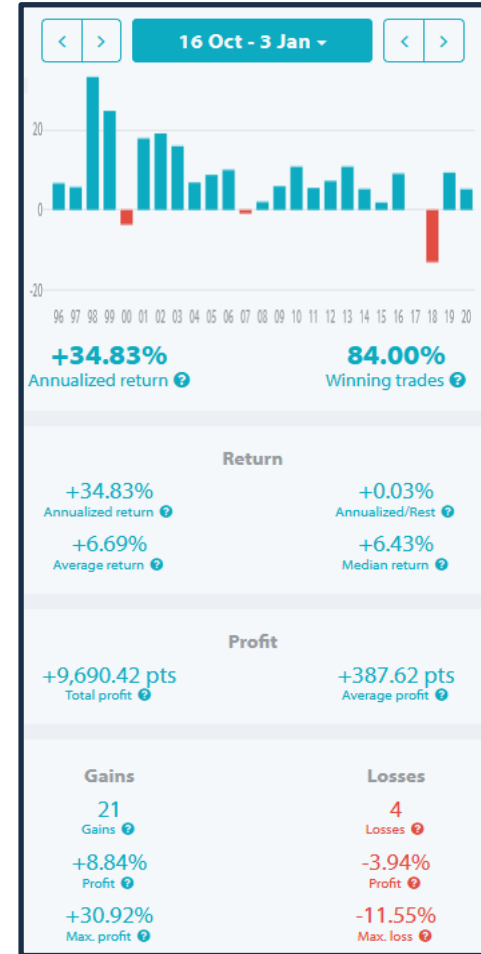 16 Oct - 3 Jan
20
0
-20
96 97 98 99 00 01 02 03 04 05 06 07 08 09 10 11 12 13 14 15 16 17 18 19 20
+34.83% 84.00%
Annualized return ? Winning trades ?
Return
+34.83% +0.03%
Annualized return ? Annualized/Rest ?
+6.69% +6.43%
Average return ? Median return ?
Profit
+9,690.42 pts +387.62 pts
Total profit ? Average profit ?
Gains Losses
21 4
Gains ? Losses ?
+8.84% -3.94%
Profit ? Profit ?
+30.92% -11.55%
Max. profit ? Max. loss ?